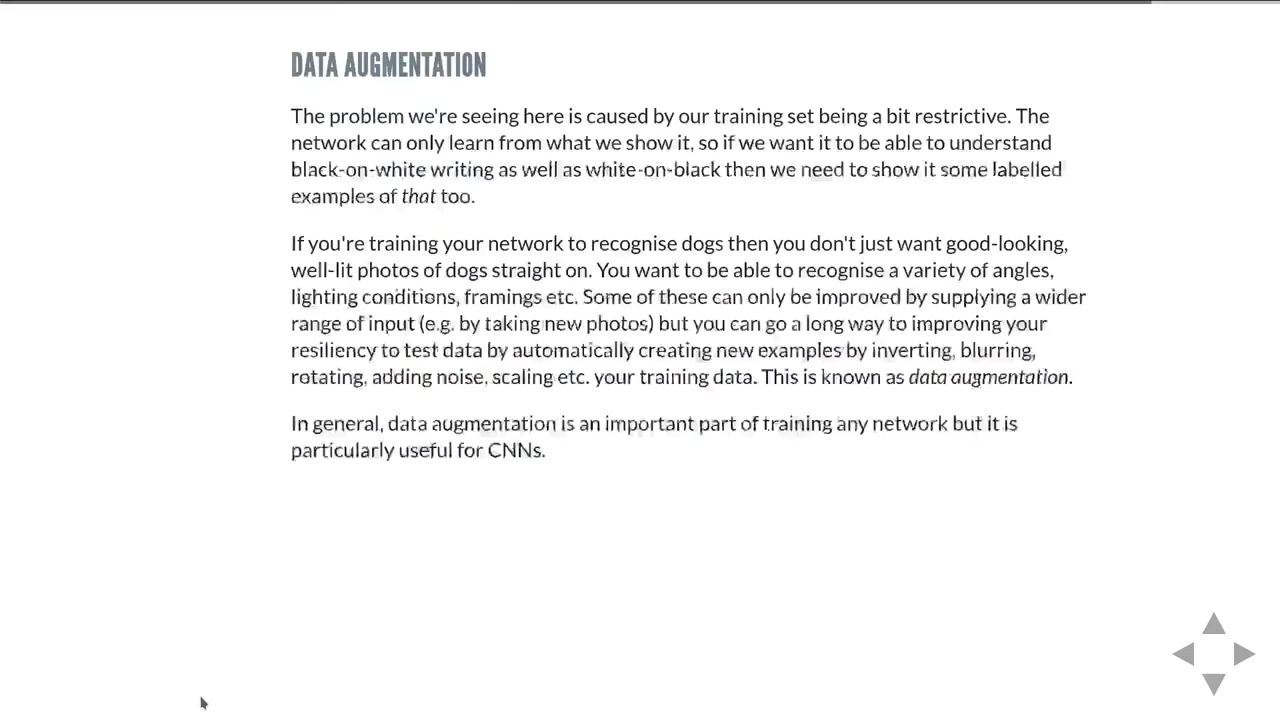 DATA AUGMENTATION
The problem we're seeing here is caused by our training set being a bit restrictive. The
network can only learn from what we show it, so if we want it to be able to understand
black-on-white writing as well as white-on-black then we need to show it some labelled
examples of that too.
If you're training your network to recognise dogs then you don't just want good-looking,
well-lit photos of dogs straight on. You want to be able to recognise a variety of angles,
lighting conditions, framings etc. Some of these can only be improved by supplying a wider
range of input (e.g. by taking new photos) but you can go a long way to improving your
resiliency to test data by automatically creating new examples by inverting, blurring,
rotating, adding noise, scaling etc. your training data. This is known as data augmentation.
In general, data augmentation is an important part of training any network but it is
particularly useful for CNNs.